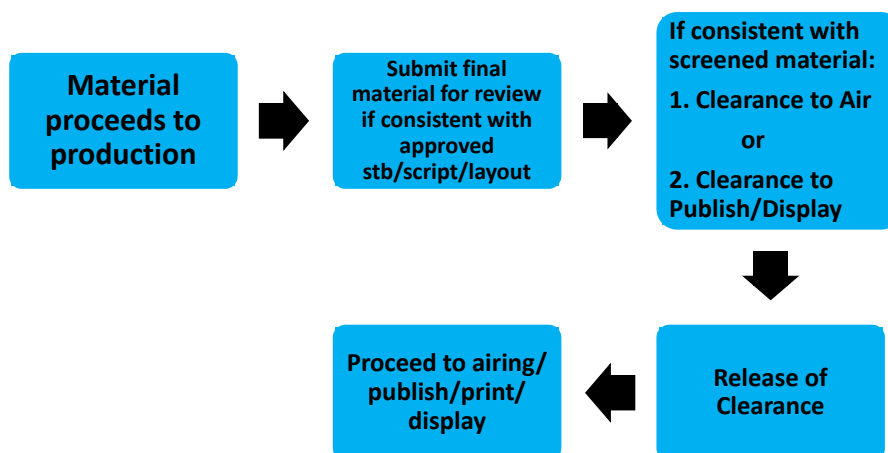 Material
proceeds to
production
Submit final
material for review
if consistent with
approved
stb/script/layout
If consistent with
screened material:
1. Clearance to Air
or
2. Clearance to
Publish/Display
Release of
Clearance
Proceed to airing/
publish/print/
display